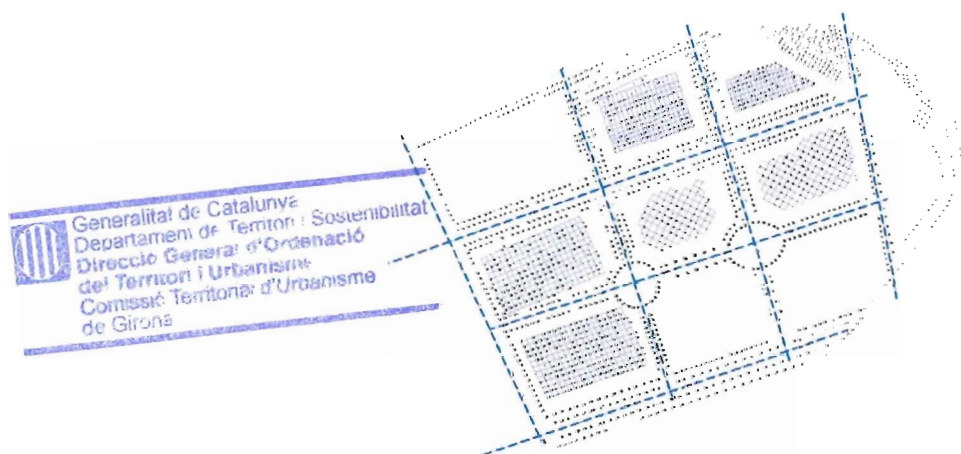 Generalitat de Catalunya
Departament de Territori i Sostenibilitat
Direcció General d'Ordenació
del Territori i Urbanisme
Comissió Territorial d'Urbanisme
de Girona